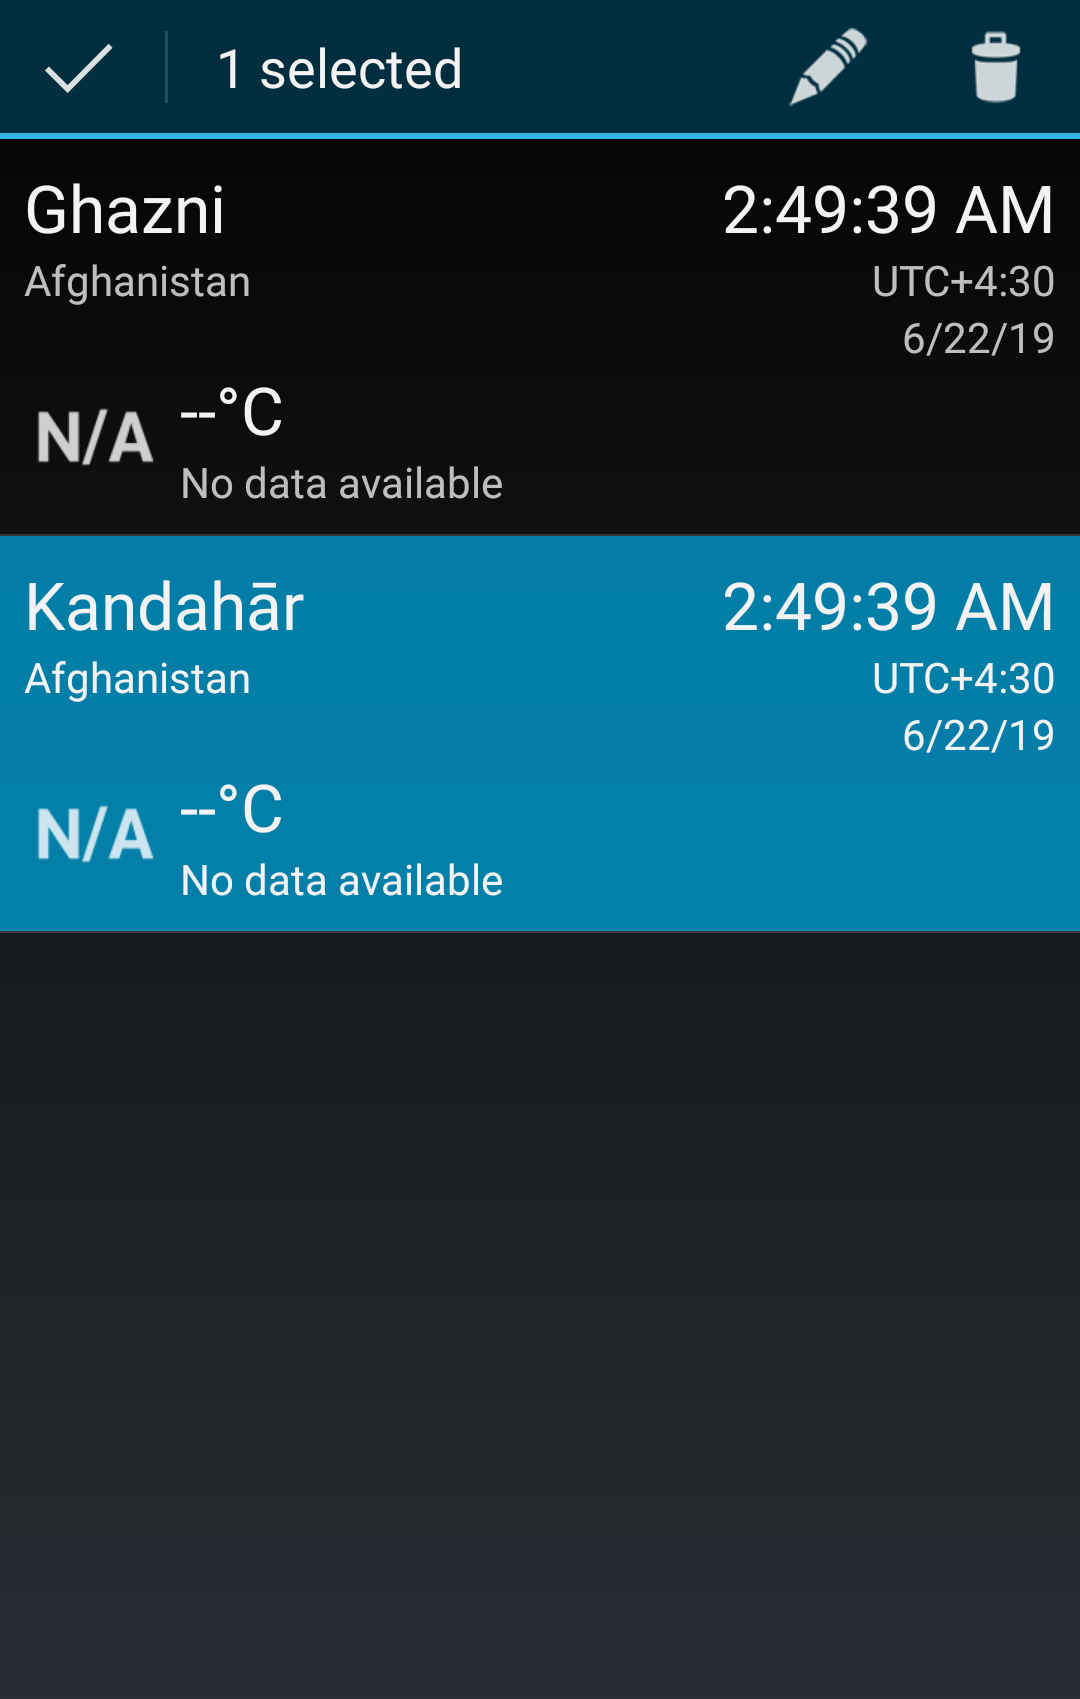 1 selected
Ghazni 2:49:39 AM
Afghanistan UTC+4:30
6/22/19
N/A --°C
No data available
Kandahār 2:49:39 AM
Afghanistan UTC+4:30
6/22/19
N/A --°C
No data available